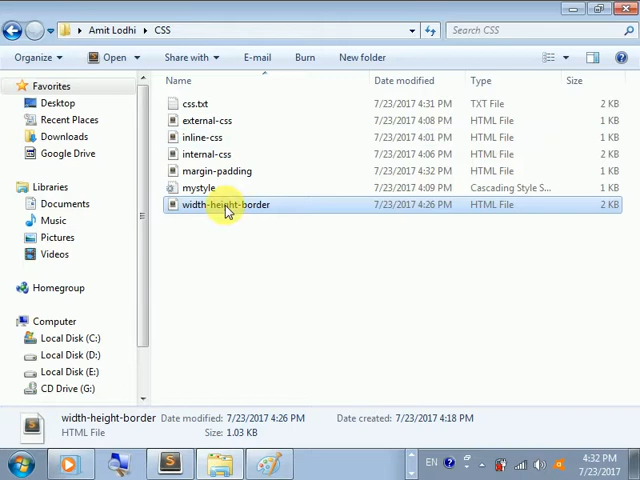 Amit Lodhi ▸ CSS
Search CSS
Organize Open Share with E-mail Burn New folder
Name Date modified Type Size
Favorites
Desktop
Recent Places
Downloads
Google Drive
Libraries
Documents
Music
Pictures
Videos
Homegroup
Computer
Local Disk (C:)
Local Disk (D:)
Local Disk (E:)
CD Drive (G:)
css.txt 7/23/2017 4:31 PM TXT File 2 KB
external-css 7/23/2017 4:08 PM HTML File 1 KB
inline-css 7/23/2017 4:01 PM HTML File 1 KB
internal-css 7/23/2017 4:06 PM HTML File 1 KB
margin-padding 7/23/2017 4:32 PM HTML File 1 KB
mystyle 7/23/2017 4:09 PM Cascading Style S... 1 KB
width-height-border 7/23/2017 4:26 PM HTML File 2 KB
width-height-border Date modified: 7/23/2017 4:26 PM Date created: 7/23/2017 4:18 PM
HTML File Size: 1.03 KB
EN 4:32 PM
7/23/2017